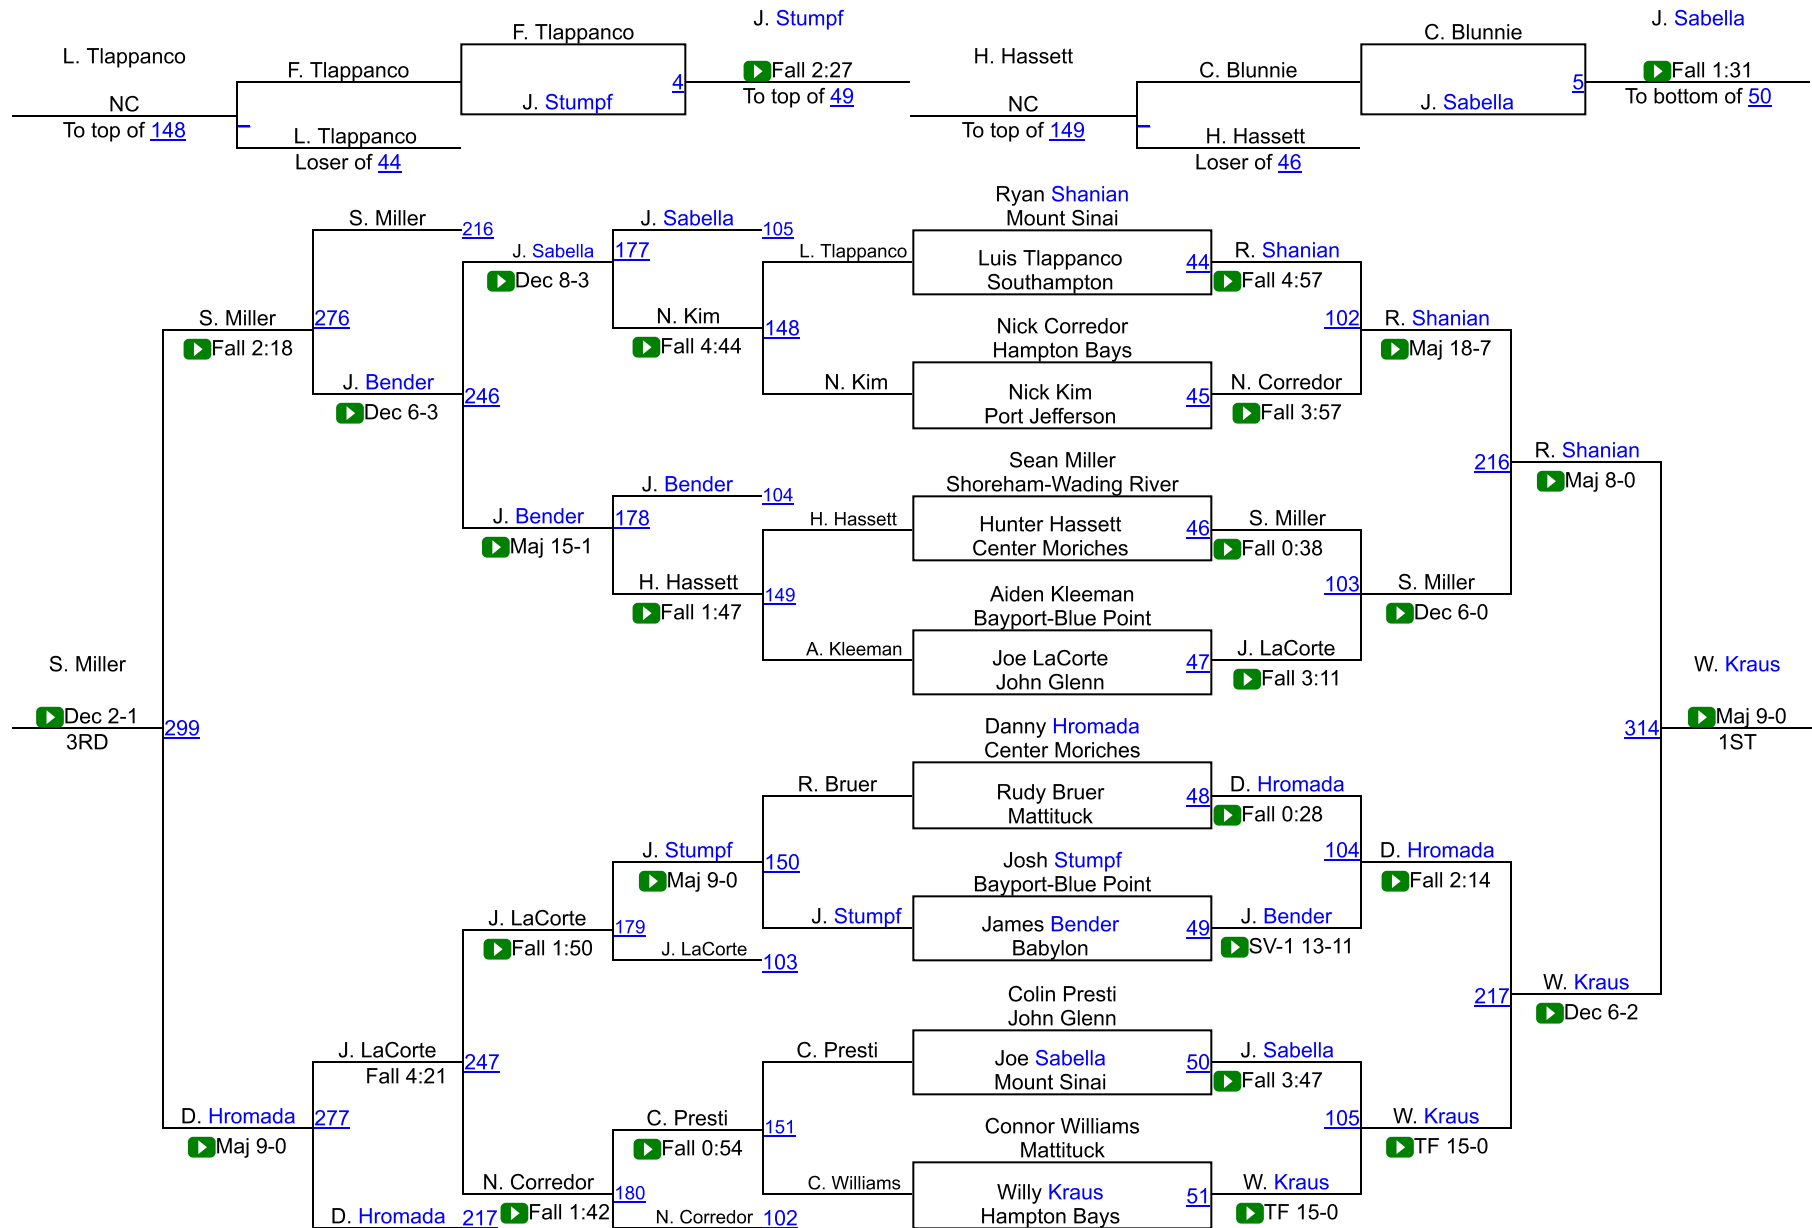 J. Stumpf
J. Sabella
F. Tlappanco
C. Blunnie
L. Tlappanco
H. Hassett
F. Tlappanco
4
Fall 2:27
C. Blunnie
5
Fall 1:31
NC
J. Stumpf
To top of 49
NC
J. Sabella
To bottom of 50
To top of 148
L. Tlappanco
To top of 149
H. Hassett
Loser of 44
Loser of 46
Ryan Shanian
Mount Sinai
S. Miller
216
J. Sabella
105
J. Sabella
177
L. Tlappanco
Luis Tlappanco
44
R. Shanian
Dec 8-3
Southampton
Fall 4:57
S. Miller
276
N. Kim
148
Nick Corredor
102
R. Shanian
Fall 2:18
Fall 4:44
Hampton Bays
Maj 18-7
J. Bender
246
N. Kim
Nick Kim
45
N. Corredor
Dec 6-3
Port Jefferson
Fall 3:57
Sean Miller
216
R. Shanian
J. Bender
104
Shoreham-Wading River
Maj 8-0
J. Bender
178
H. Hassett
Hunter Hassett
46
S. Miller
Maj 15-1
Center Moriches
Fall 0:38
H. Hassett
149
Aiden Kleeman
103
S. Miller
Fall 1:47
Bayport-Blue Point
Dec 6-0
A. Kleeman
Joe LaCorte
47
J. LaCorte
S. Miller
John Glenn
Fall 3:11
W. Kraus
Dec 2-1
299
Danny Hromada
314
Maj 9-0
3RD
Center Moriches
1ST
R. Bruer
Rudy Bruer
48
D. Hromada
Mattituck
Fall 0:28
J. Stumpf
150
Josh Stumpf
104
D. Hromada
Maj 9-0
Bayport-Blue Point
Fall 2:14
J. LaCorte
179
J. Stumpf
James Bender
49
J. Bender
Fall 1:50
J. LaCorte
103
Babylon
SV-1 13-11
Colin Presti
217
W. Kraus
John Glenn
Dec 6-2
J. LaCorte
247
C. Presti
Joe Sabella
50
J. Sabella
Fall 4:21
Mount Sinai
Fall 3:47
D. Hromada
277
C. Presti
151
Connor Williams
105
W. Kraus
Maj 9-0
Fall 0:54
Mattituck
TF 15-0
N. Corredor
180
C. Williams
Willy Kraus
51
W. Kraus
D. Hromada
217
Fall 1:42
N. Corredor
102
Hampton Bays
TF 15-0